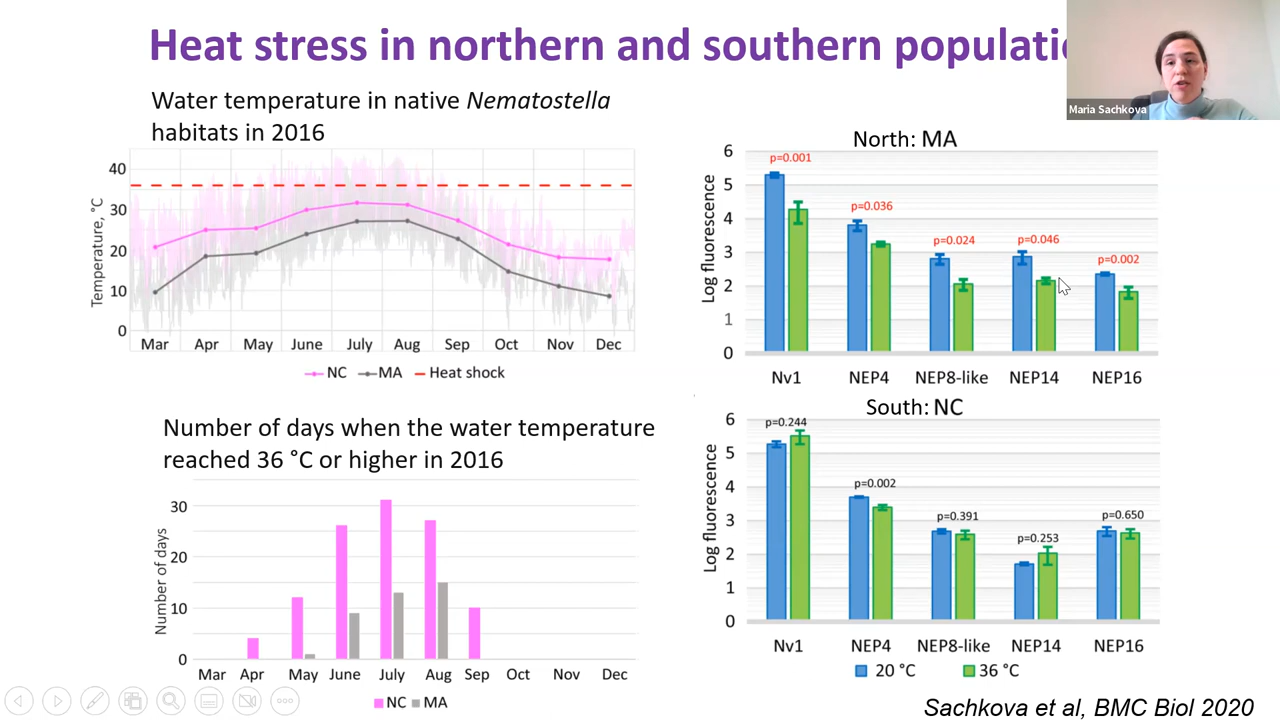 Heat stress in northern and southern populati
Maria Sachkova
Water temperature in native Nematostella
habitats in 2016
Temperature, °C
40
30
20
10
0
Mar Apr May June July Aug Sep Oct Nov Dec
NC MA Heat shock
Number of days when the water temperature
reached 36 °C or higher in 2016
Number of days
30
20
10
0
Mar Apr May June July Aug Sep Oct Nov Dec
NC MA
North: MA
Log fluorescence
6
5
4
3
2
1
0
p=0.001
p=0.036
p=0.024
p=0.046
p=0.002
Nv1 NEP4 NEP8-like NEP14 NEP16
South: NC
Log fluorescence
6
5
4
3
2
1
0
p=0.244
p=0.002
p=0.391
p=0.253
p=0.650
Nv1 NEP4 NEP8-like NEP14 NEP16
20 °C 36 °C
Sachkova et al, BMC Biol 2020